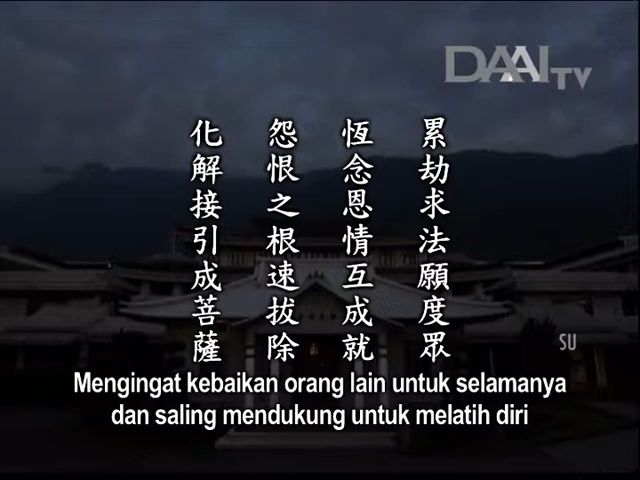 DAAI TV
累劫求法願度眾
恆念恩情互成就
怨恨之根速拔除
化解接引成菩薩
SU
Mengingat kebaikan orang lain untuk selamanya
dan saling mendukung untuk melatih diri